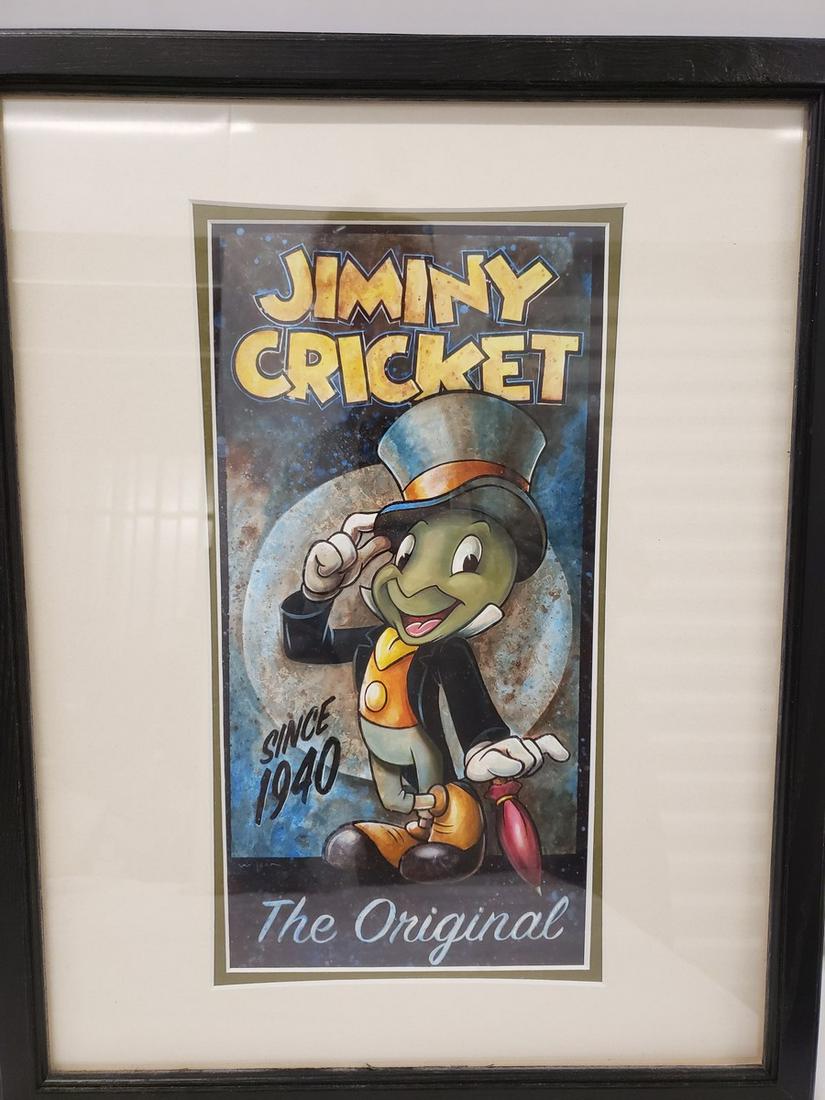 JIMINY
CRICKET
SINCE
1940
The Original